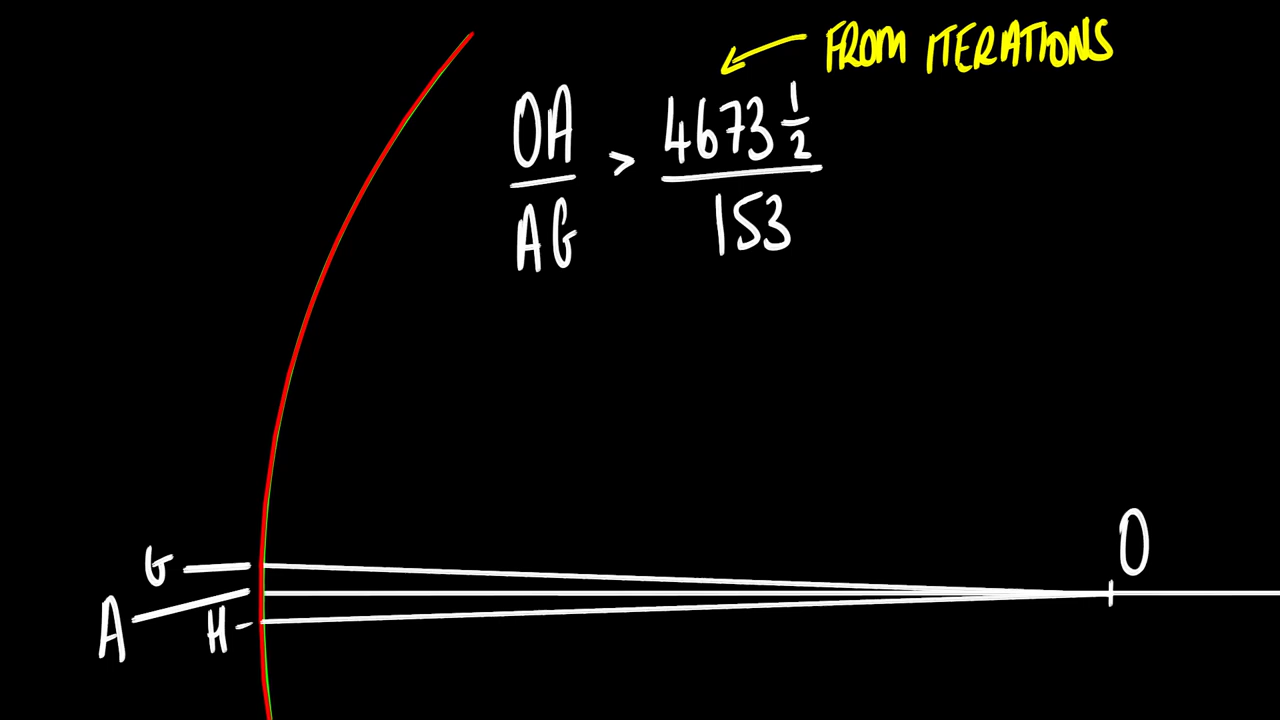 FROM ITERATIONS
OA / AG > 4673 1/2 / 153
O
G
A
H